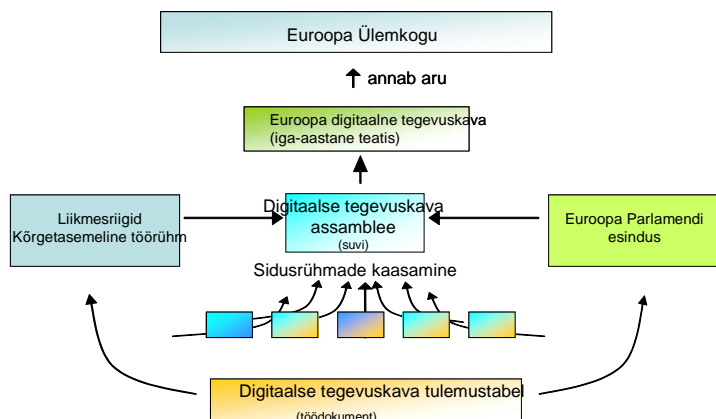 Euroopa Ülemkogu
annab aru
Euroopa digitaalne tegevuskava
(iga-aastane teatis)
Liikmesriigid
Kõrgetasemeline töörühm
Digitaalse tegevuskava
assamblee
(suvi)
Euroopa Parlamendi
esindus
Sidusrühmade kaasamine
Digitaalse tegevuskava tulemustabel
(töödokument)